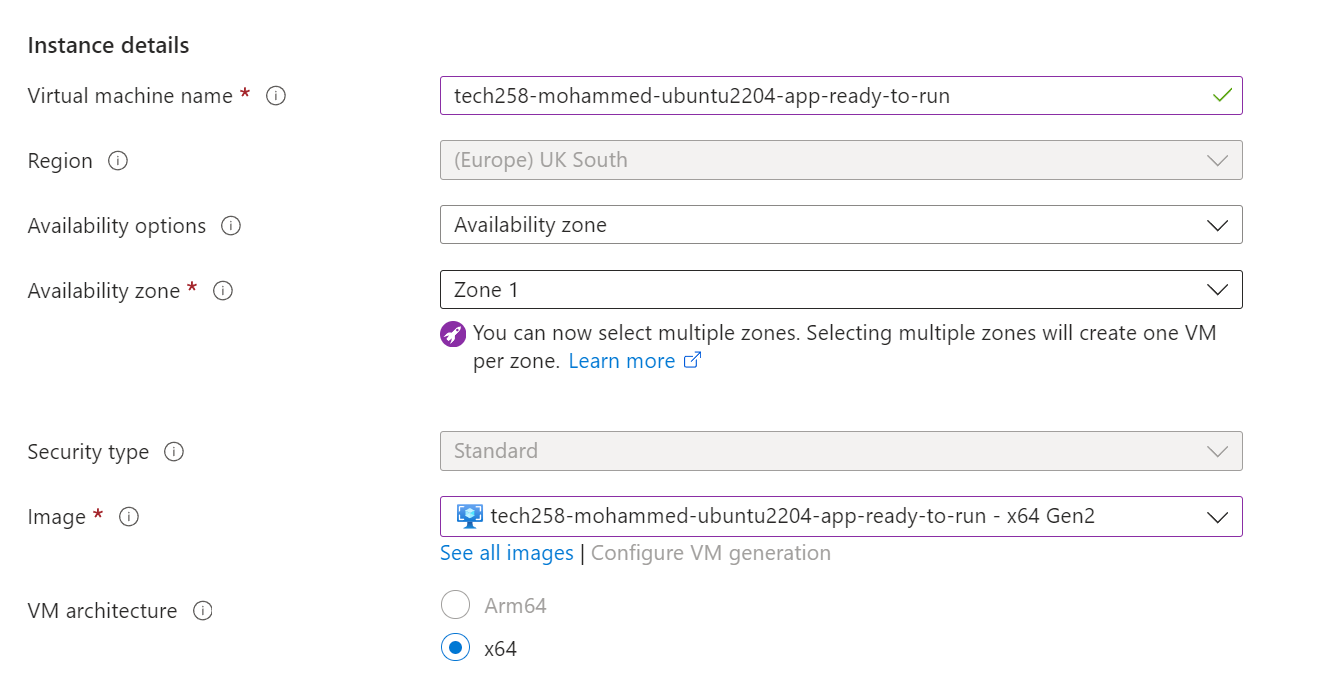 Instance details
Virtual machine name * tech258-mohammed-ubuntu2204-app-ready-to-run
Region (Europe) UK South
Availability options Availability zone
Availability zone * Zone 1
You can now select multiple zones. Selecting multiple zones will create one VM
per zone. Learn more
Security type Standard
Image * tech258-mohammed-ubuntu2204-app-ready-to-run - x64 Gen2
See all images | Configure VM generation
VM architecture Arm64
x64